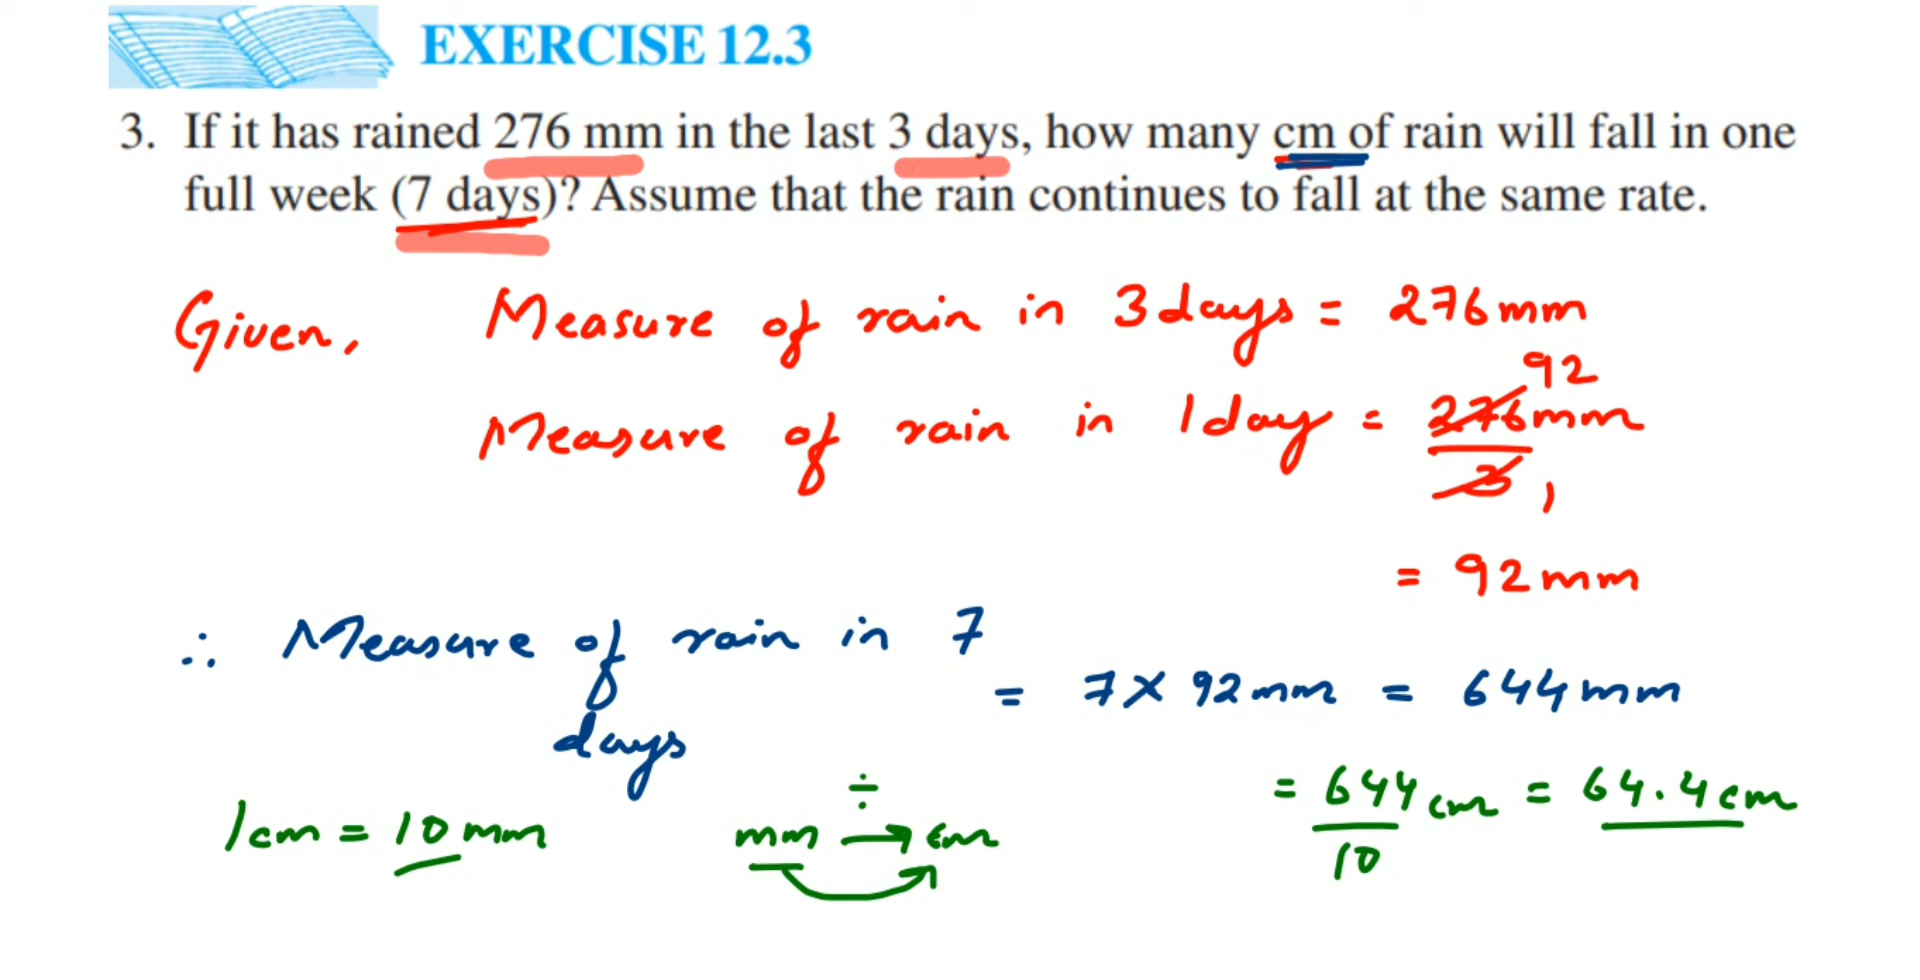 EXERCISE 12.3
3. If it has rained 276 mm in the last 3 days, how many cm of rain will fall in one
full week (7 days)? Assume that the rain continues to fall at the same rate.
Given, Measure of rain in 3 days = 276mm
92
Measure of rain in 1 day = 276mm
3 1
= 92mm
∴ Measure of rain in 7
days = 7 × 92mm = 644mm
÷
1cm = 10mm mm → cm = 644 cm = 64.4cm
10